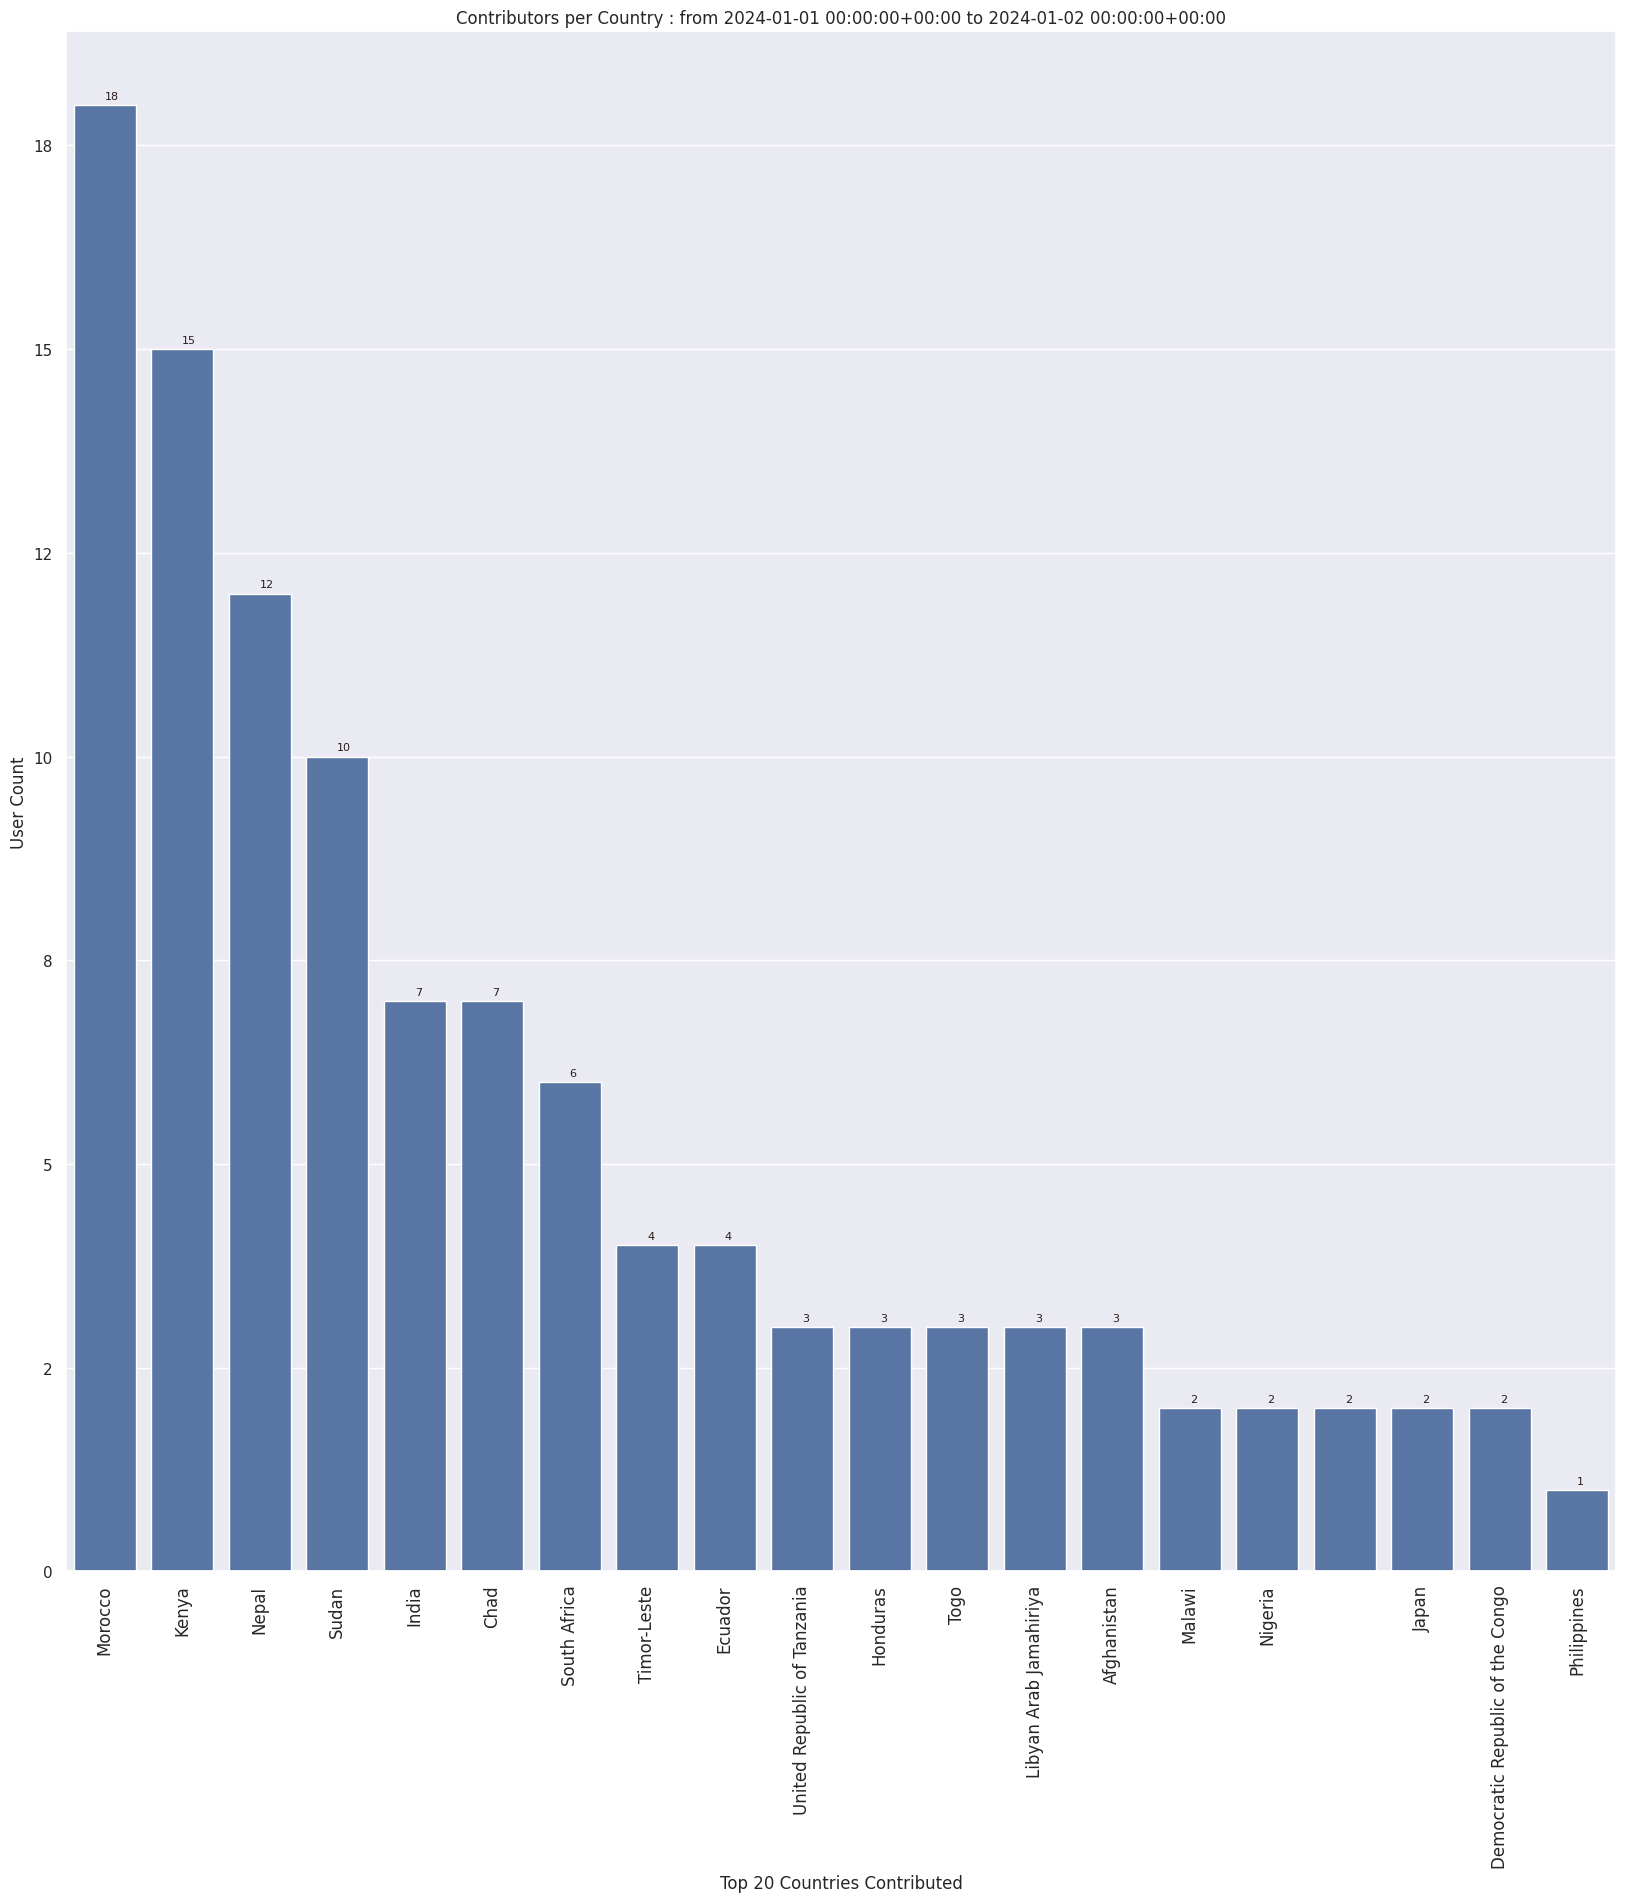 Contributors per Country : from 2024-01-01 00:00:00+00:00 to 2024-01-02 00:00:00+00:00
User Count
18
15
12
10
8
5
2
0
18
15
12
10
7
7
6
4
4
3
3
3
3
3
2
2
2
2
2
1
Morocco
Kenya
Nepal
Sudan
India
Chad
South Africa
Timor-Leste
Ecuador
United Republic of Tanzania
Honduras
Togo
Libyan Arab Jamahiriya
Afghanistan
Malawi
Nigeria
Japan
Democratic Republic of the Congo
Philippines
Top 20 Countries Contributed